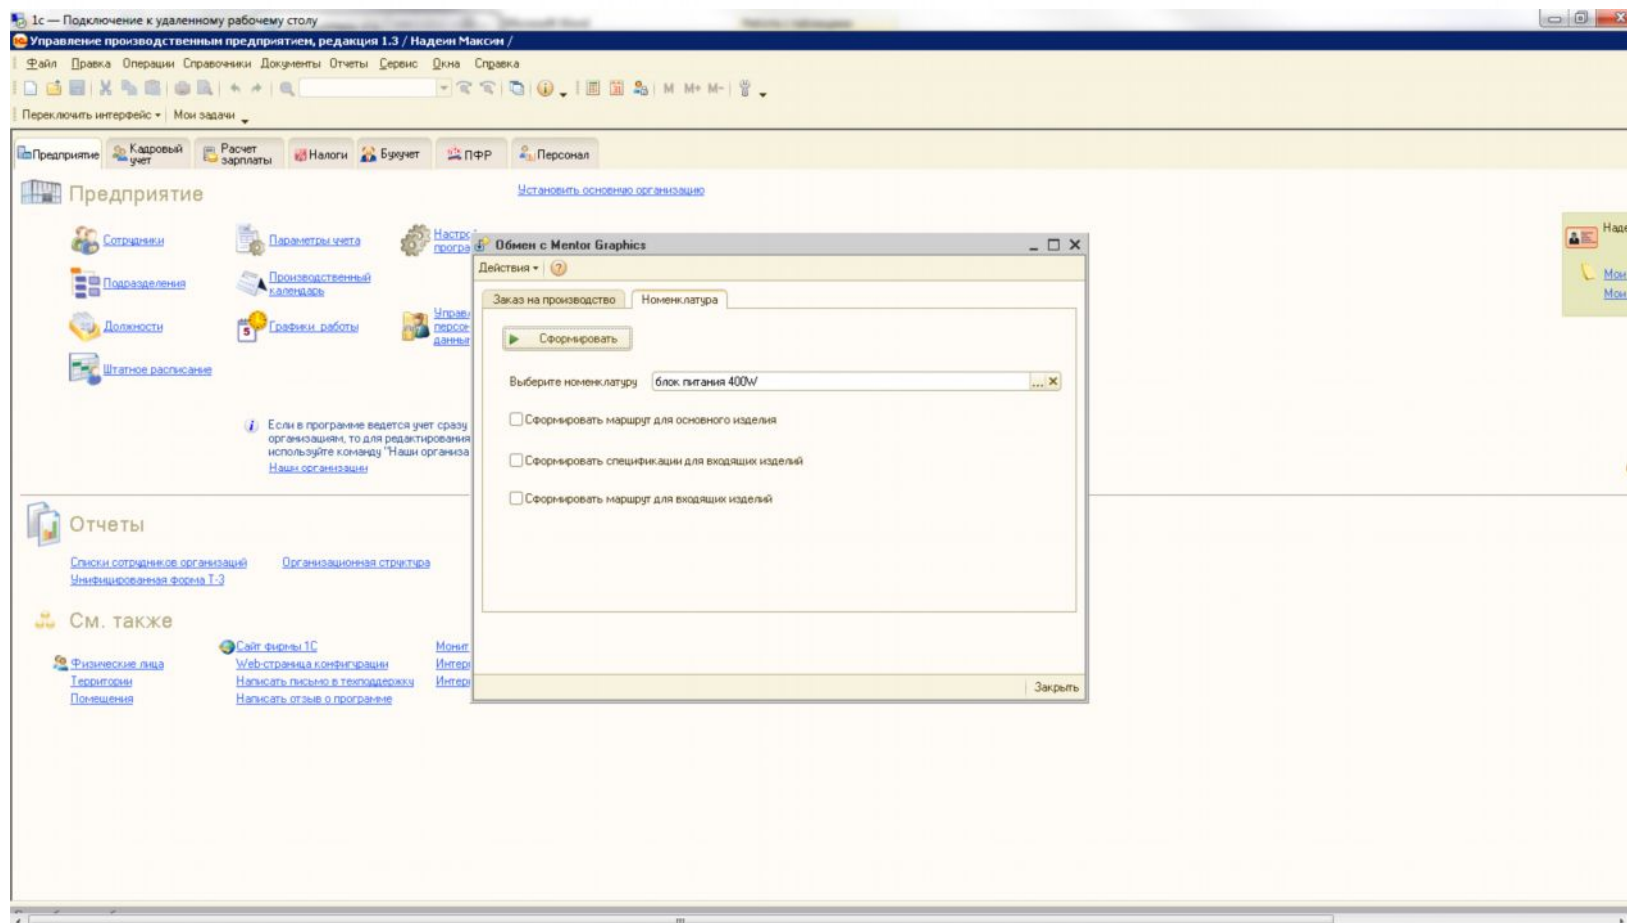 1c — Подключение к удаленному рабочему столу
Управление производственным предприятием, редакция 1.3 / Надеин Максим /
Файл Правка Операции Справочники Документы Отчеты Сервис Окна Справка
M M+ M-
Переключить интерфейс Мои задачи
Предприятие Кадровый учет Расчет зарплаты Налоги Бухучет ПФР Персонал
Предприятие
Установить основную организацию
Сотрудники Параметры учета
Подразделения Производственный календарь
Должности Графики работы
Штатное расписание
Если в программе ведется учет сразу
организациям, то для редактирования
используйте команду "Наши
Наши организации
Обмен с Mentor Graphics
Действия
Заказ на производство Номенклатура
Сформировать
Выберите номенклатуру блок питания 400W
Сформировать маршрут для основного изделия
Сформировать спецификации для входящих изделий
Сформировать маршрут для входящих изделий
Закрыть
Отчеты
Списки сотрудников организаций Организационная структура
Унифицированная форма Т-3
См. также
Сайт фирмы 1С
Физические лица Web-страница конфигурации
Территории Написать письмо в техподдержку
Помещения Написать отзыв о программе